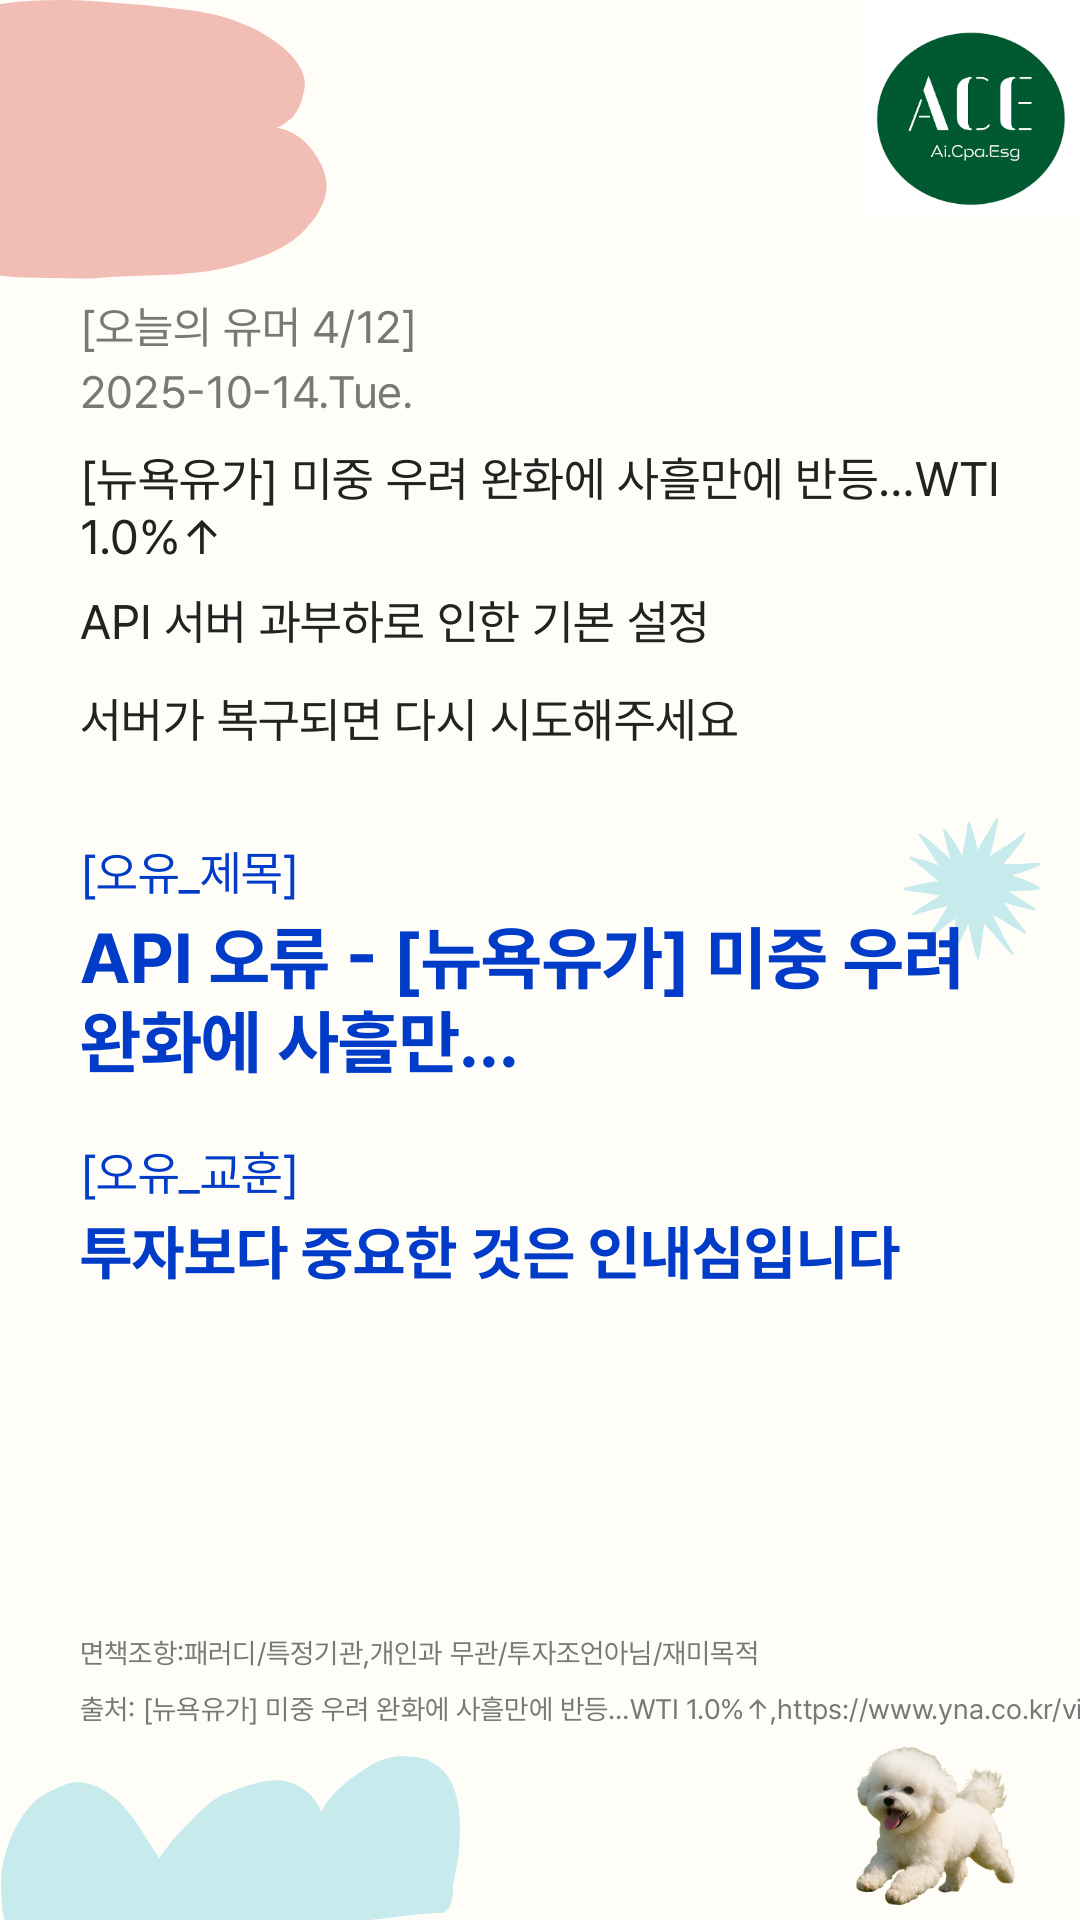 ACE
Ai.Cpa.Esg
[오늘의 유머 4/12]
2025-10-14.Tue.
[뉴욕유가] 미중 우려 완화에 사흘만에 반등...WTI
1.0%↑
API 서버 과부하로 인한 기본 설정
서버가 복구되면 다시 시도해주세요
[오유_제목]
API 오류 - [뉴욕유가] 미중 우려
완화에 사흘만...
[오유_교훈]
투자보다 중요한 것은 인내심입니다
면책조항:패러디/특정기관,개인과 무관/투자조언아님/재미목적
출처: [뉴욕유가] 미중 우려 완화에 사흘만에 반등...WTI 1.0%↑,https://www.yna.co.kr/vi